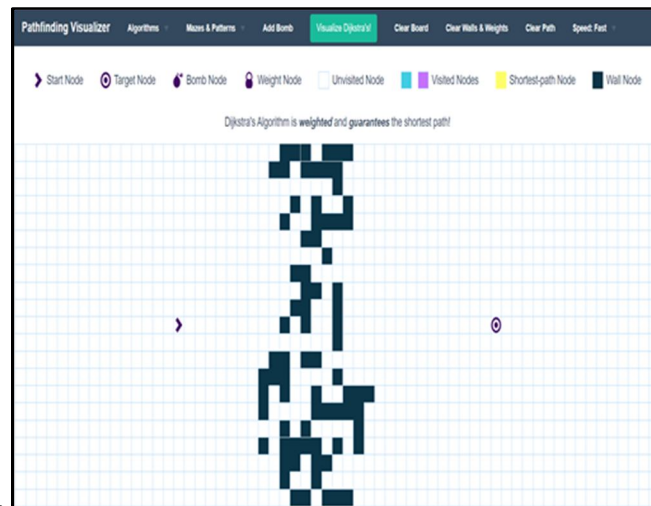 Pathfinding Visualizer Algorithms Mazes & Patterns Add Bomb Visualize Dijkstra's! Clear Board Clear Walls & Weights Clear Path Speed: Fast
Start Node Target Node Bomb Node Weight Node Unvisited Node Visited Nodes Shortest-path Node Wall Node
Dijkstra's Algorithm is weighted and guarantees the shortest path!